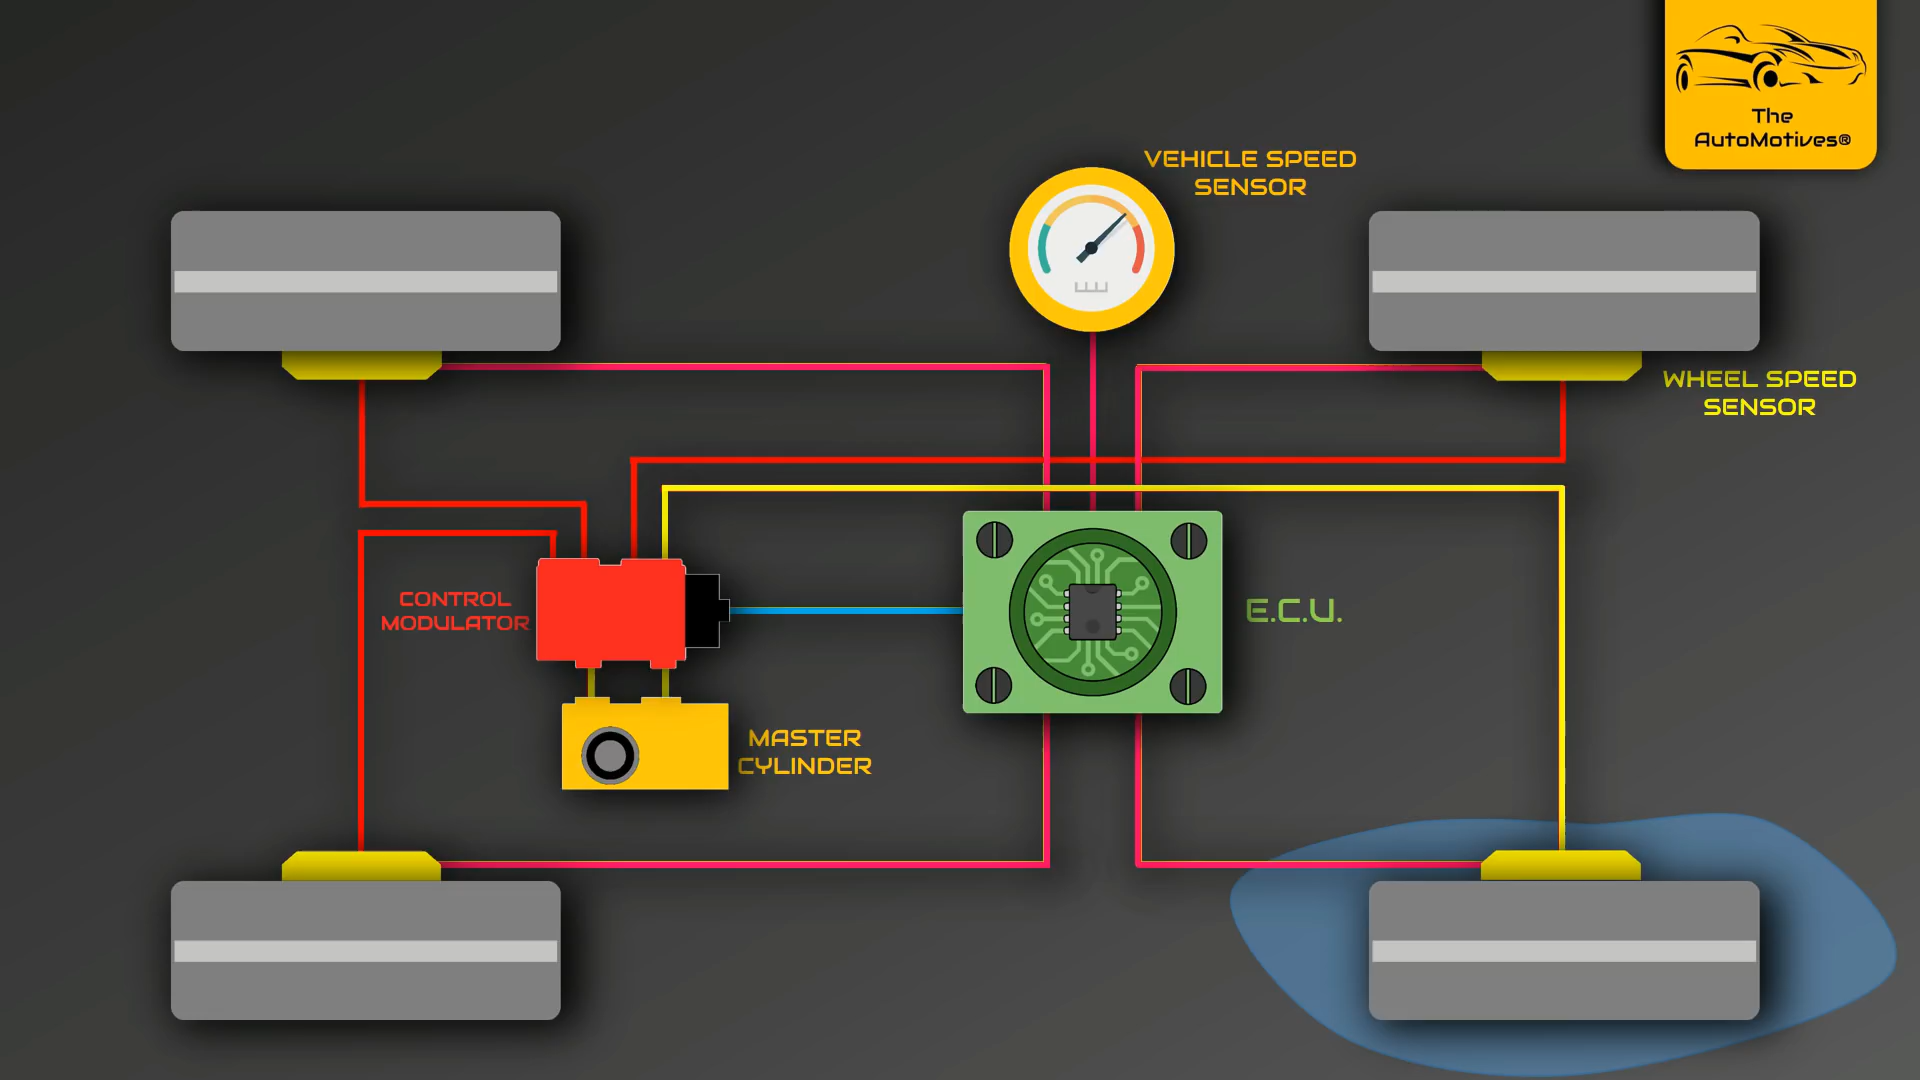 The
AutoMotives®
VEHICLE SPEED
SENSOR
WHEEL SPEED
SENSOR
CONTROL
MODULATOR
E.C.U.
MASTER
CYLINDER